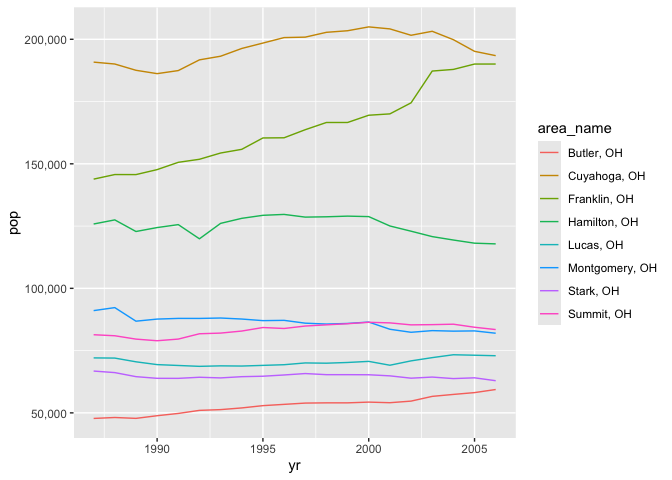 200,000
150,000
100,000
50,000
pop
1990
1995
2000
2005
yr
area_name
Butler, OH
Cuyahoga, OH
Franklin, OH
Hamilton, OH
Lucas, OH
Montgomery, OH
Stark, OH
Summit, OH